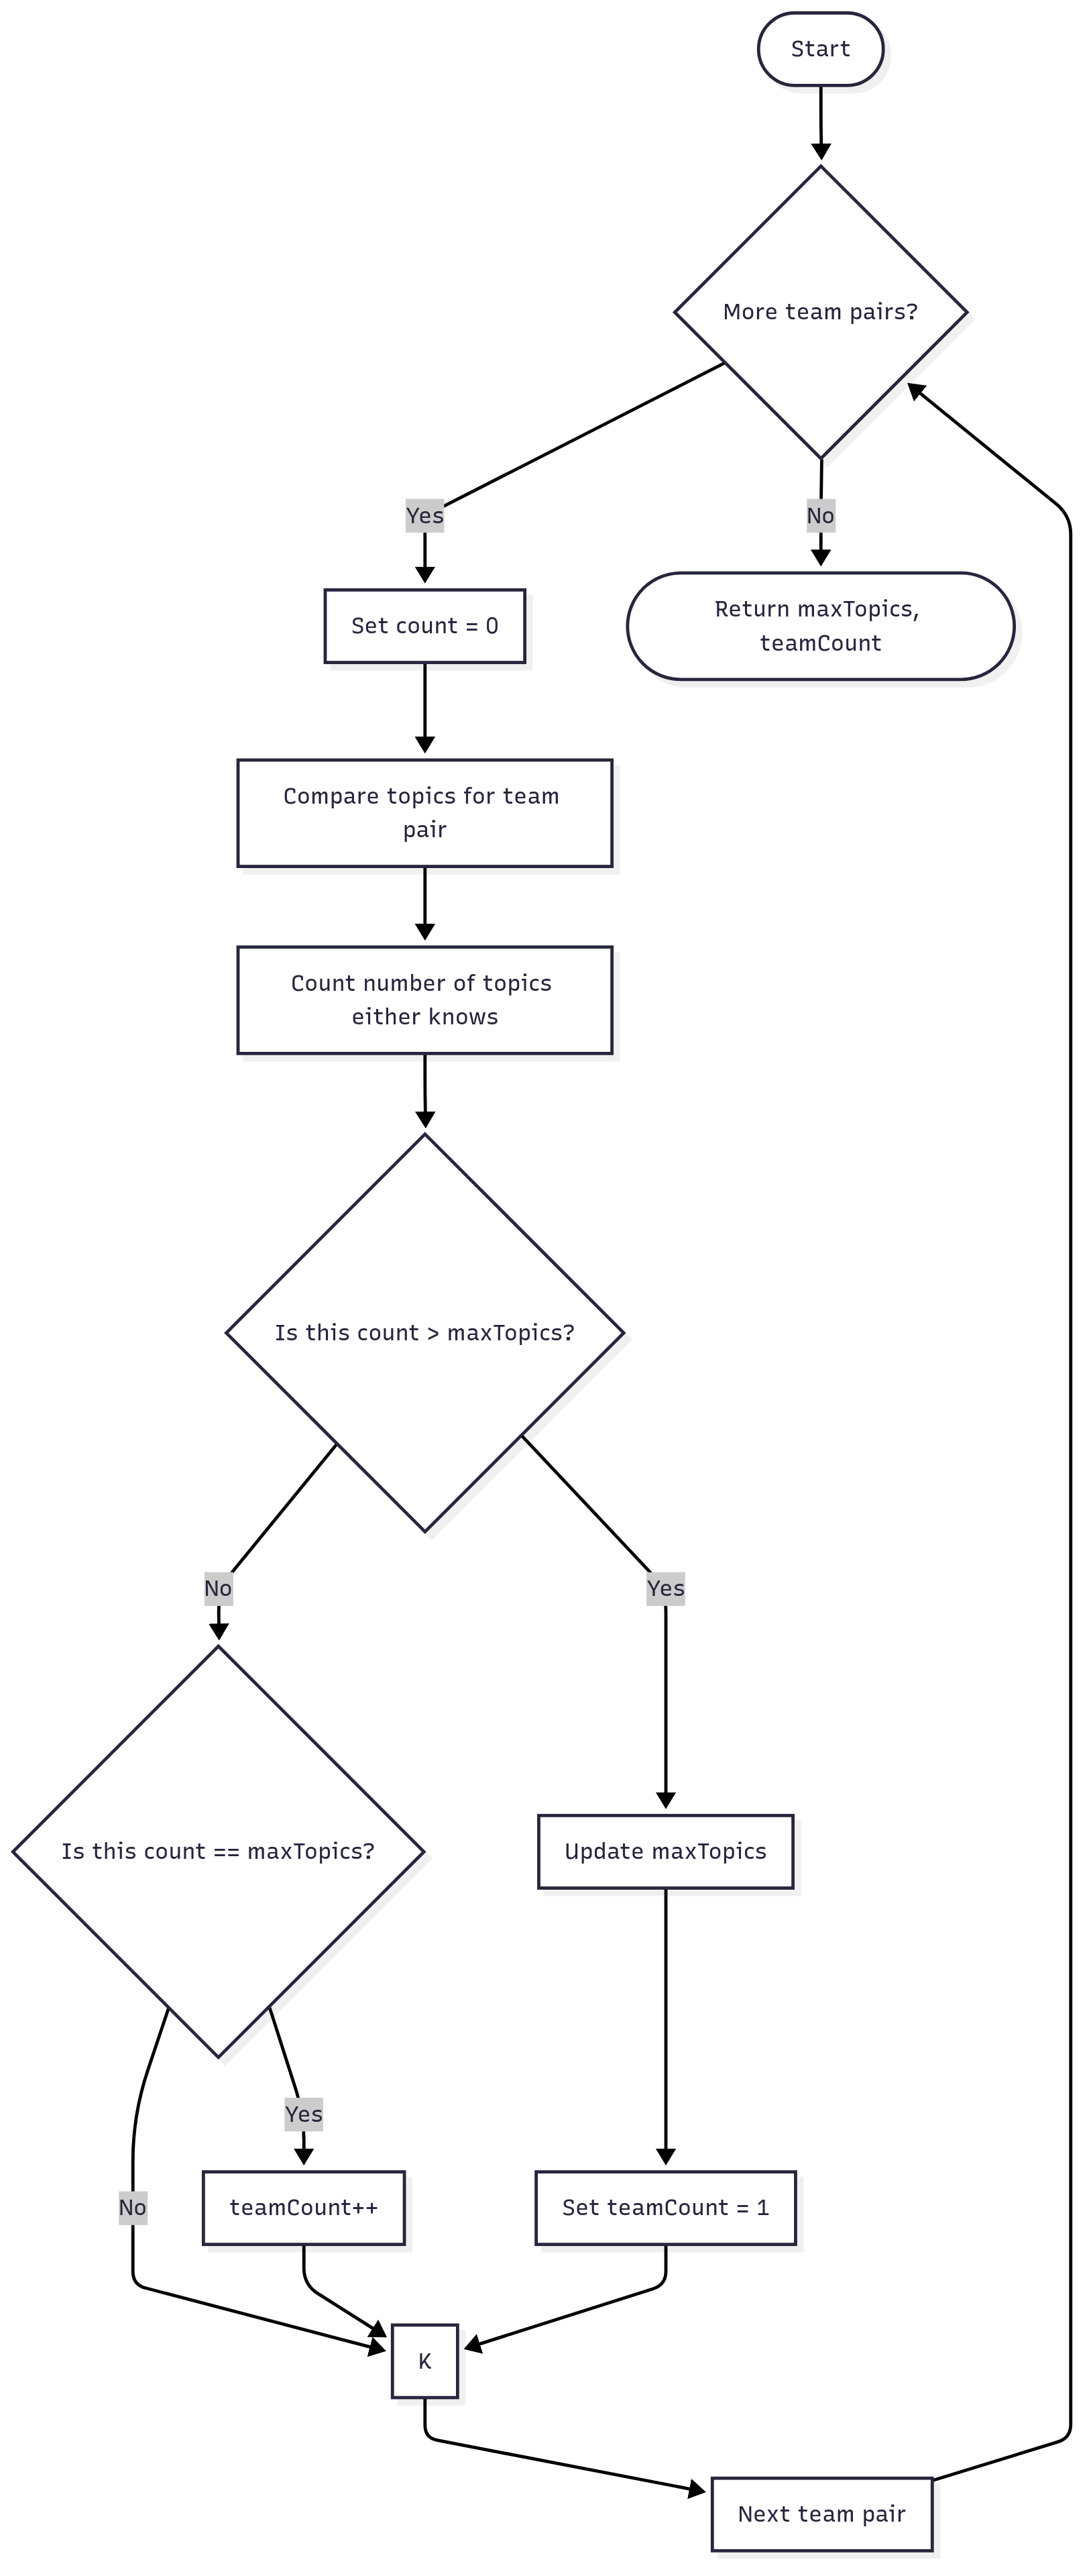 Start
More team pairs?
Yes
No
Set count = 0
Return maxTopics,
teamCount
Compare topics for team
pair
Count number of topics
either knows
Is this count > maxTopics?
No
Yes
Is this count == maxTopics?
Update maxTopics
Yes
No
teamCount++
Set teamCount = 1
K
Next team pair